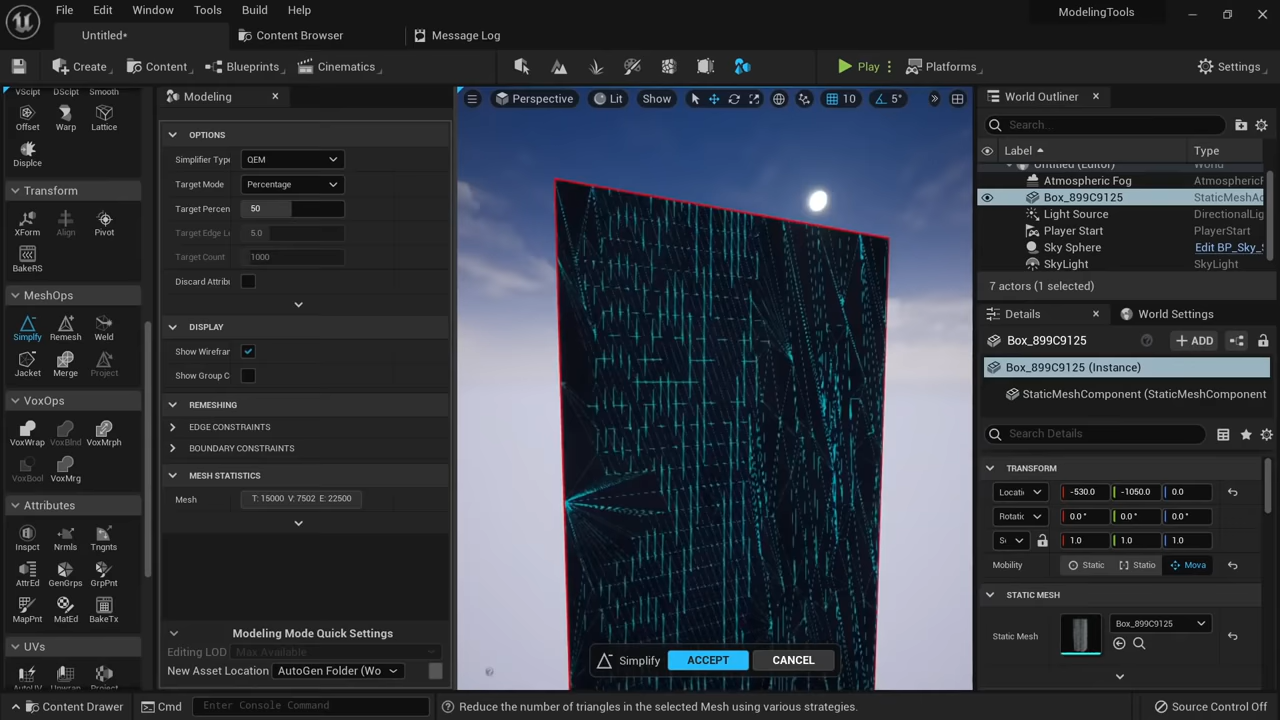 File Edit Window Tools Build Help
ModelingTools
Untitled*
Content Browser
Message Log
Create
Content
Blueprints
Cinematics
Play
Platforms
Settings
VSclpt DSclpt Smooth
Offset Warp Lattice
Displce
Transform
XForm Align Pivot
BakeRS
MeshOps
Simplfy Remesh Weld
Jacket Merge Project
VoxOps
VoxWrap VoxBlnd VoxMrph
VoxBool VoxMrg
Attributes
Inspct Nrmls Tngnts
AttrEd GenGrps GrpPnt
MapPnt MatEd BakeTx
UVs
AutoUV Unwrap
Modeling
OPTIONS
Simplifier Type QEM
Target Mode Percentage
Target Percen 50
Target Edge Le 5.0
Target Count 1000
Discard Attribu
DISPLAY
Show Wirefran
Show Group C
REMESHING
EDGE CONSTRAINTS
BOUNDARY CONSTRAINTS
MESH STATISTICS
Mesh T: 15000 V: 7502 E: 22500
Modeling Mode Quick Settings
Editing LOD Max Available
New Asset Location AutoGen Folder (Wo
Perspective Lit Show 10 5°
Simplify ACCEPT CANCEL
World Outliner
Search...
Label Type
Untitled (Editor) World
Atmospheric Fog Atmospheric
Box_899C9125 StaticMeshAc
Light Source DirectionalLig
Player Start PlayerStart
Sky Sphere Edit BP_Sky_S
SkyLight SkyLight
7 actors (1 selected)
Details
World Settings
Box_899C9125 ADD
Box_899C9125 (Instance)
StaticMeshComponent (StaticMeshComponent
Search Details
TRANSFORM
Locati -530.0 -1050.0 0.0
Rotatic 0.0° 0.0° 0.0°
S 1.0 1.0 1.0
Mobility Static Statio Mova
STATIC MESH
Static Mesh Box_899C9125
Content Drawer Cmd Enter Console Command
Reduce the number of triangles in the selected Mesh using various strategies.
Source Control Off